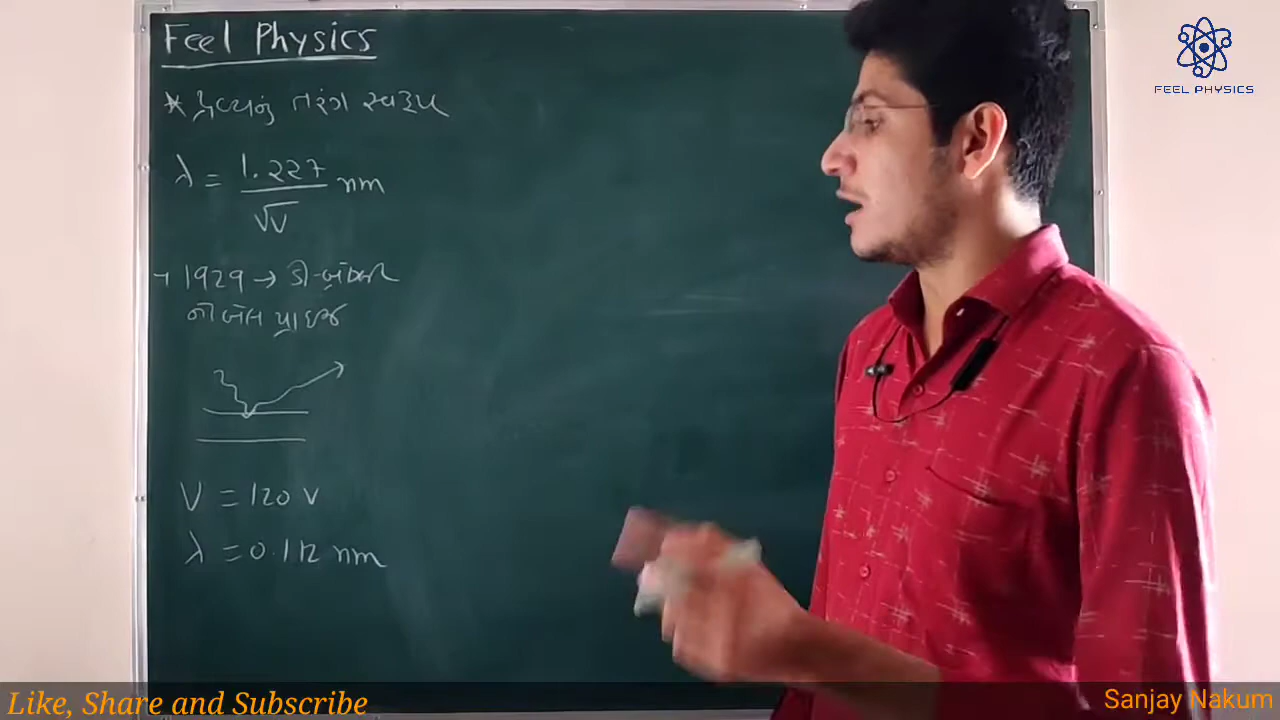 Feel Physics
* દ્રવ્યનું તરંગ સ્વરૂપ
λ = 1.227 / √V nm
→ 1929 → ડી-બ્રોગ્લી
નોબેલ પ્રાઇઝ
V = 120 V
λ = 0.112 nm
FEEL PHYSICS
Like, Share and Subscribe
Sanjay Nakum